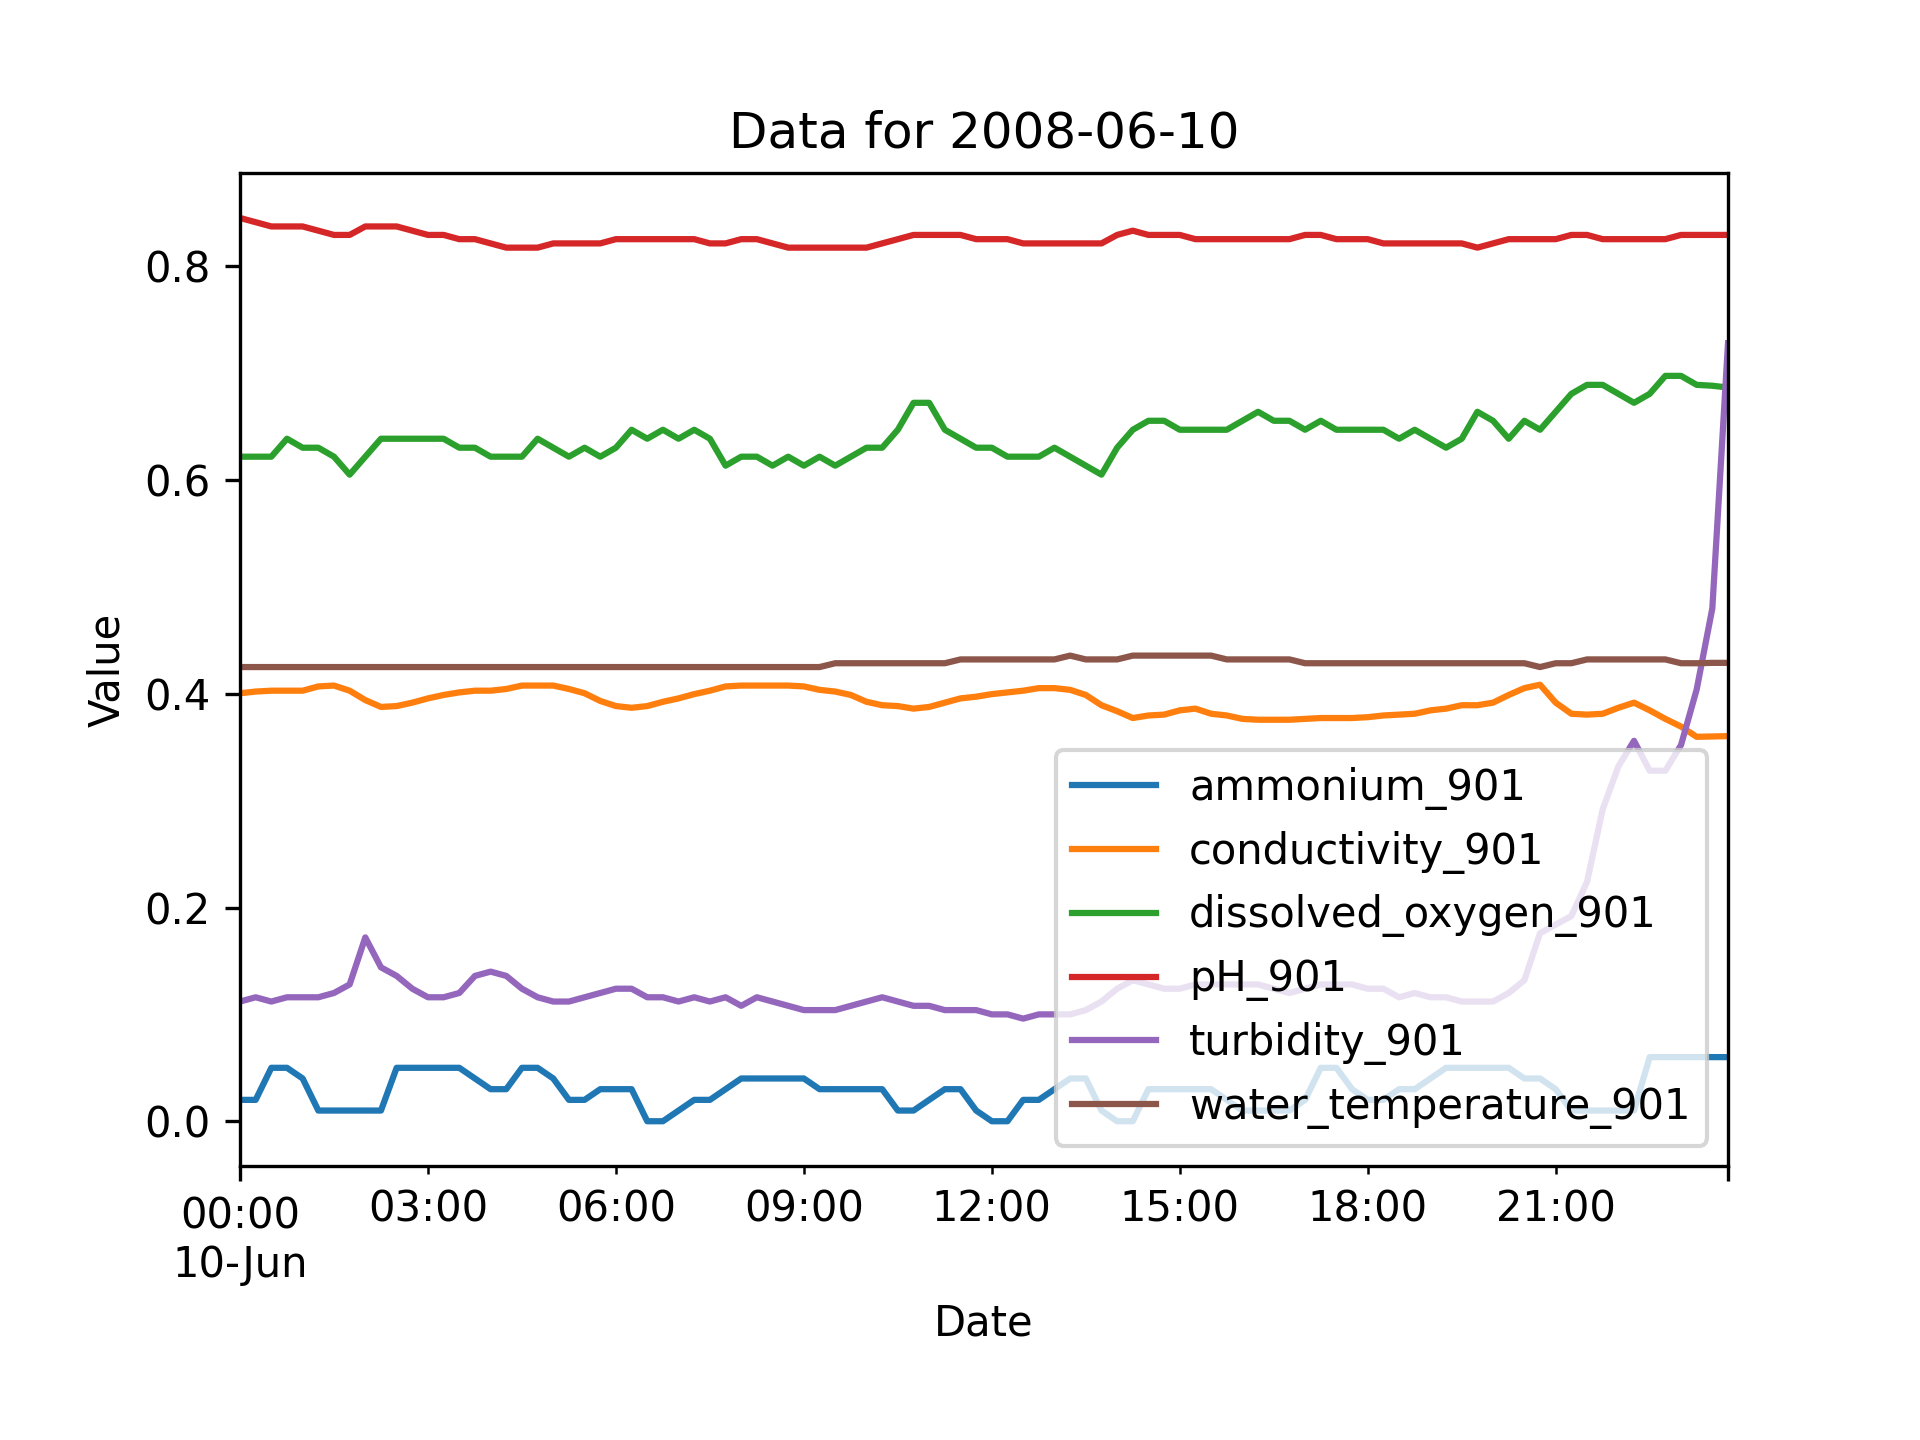 Data for 2008-06-10
Value
0.8
0.6
0.4
0.2
0.0
ammonium_901
conductivity_901
dissolved_oxygen_901
pH_901
turbidity_901
water_temperature_901
00:00 03:00 06:00 09:00 12:00 15:00 18:00 21:00
10-Jun
Date